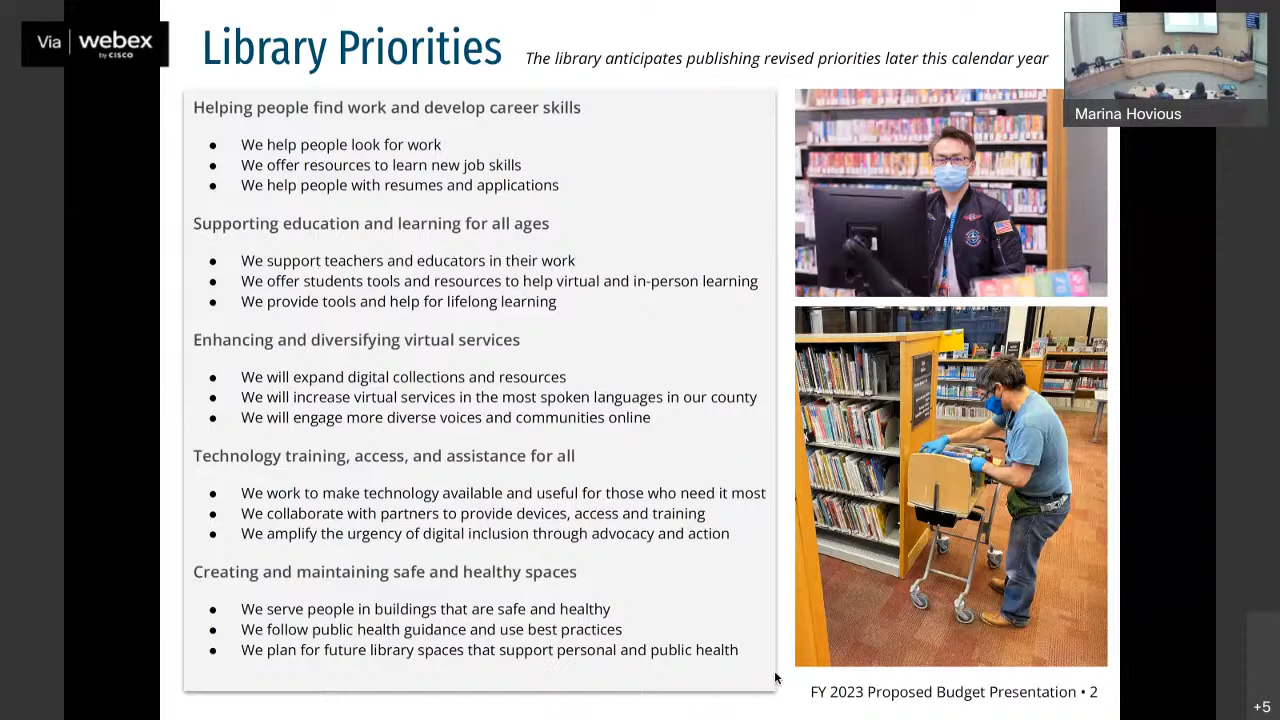 Via webex
by CISCO
Library Priorities
The library anticipates publishing revised priorities later this calendar year
Marina Hovious
Helping people find work and develop career skills
● We help people look for work
● We offer resources to learn new job skills
● We help people with resumes and applications
Supporting education and learning for all ages
● We support teachers and educators in their work
● We offer students tools and resources to help virtual and in-person learning
● We provide tools and help for lifelong learning
Enhancing and diversifying virtual services
● We will expand digital collections and resources
● We will increase virtual services in the most spoken languages in our county
● We will engage more diverse voices and communities online
Technology training, access, and assistance for all
● We work to make technology available and useful for those who need it most
● We collaborate with partners to provide devices, access and training
● We amplify the urgency of digital inclusion through advocacy and action
Creating and maintaining safe and healthy spaces
● We serve people in buildings that are safe and healthy
● We follow public health guidance and use best practices
● We plan for future library spaces that support personal and public health
FY 2023 Proposed Budget Presentation • 2
+5